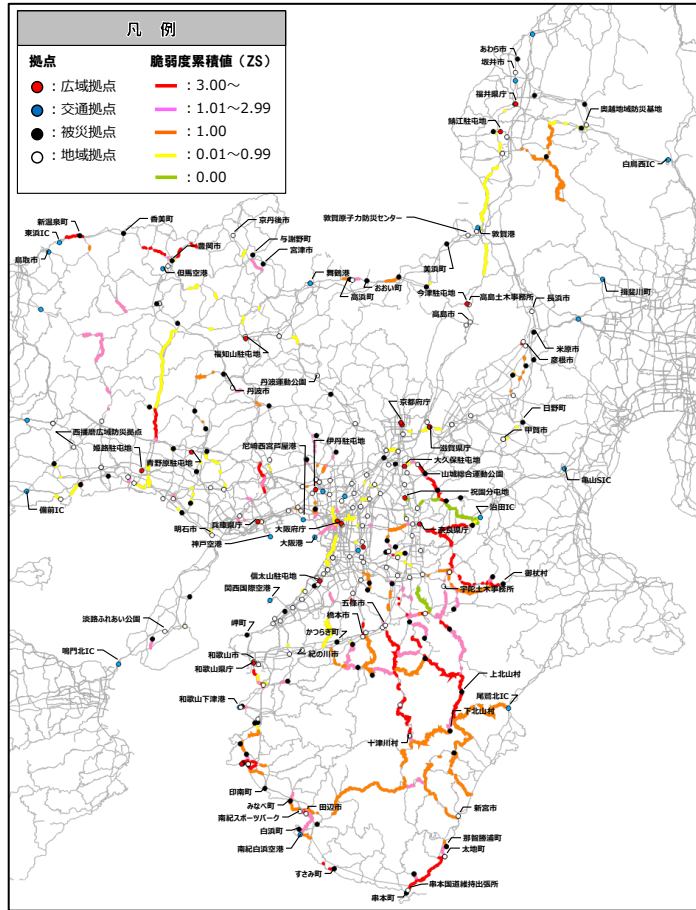 凡 例
拠点
脆弱度累積値（ZS）
：広域拠点
：3.00～
：交通拠点
：1.01～2.99
：被災拠点
：1.00
：地域拠点
：0.01～0.99
：0.00
あわら市
坂井市
福井県庁
鯖江駐屯地
奥越地域防災基地
白鳥西IC
敦賀原子力防災センター
敦賀港
新温泉町
香美町
京丹後市
東浜IC
豊岡市
与謝野町
宮津市
鳥取市
但馬空港
舞鶴港
高浜町
おおい町
美浜町
今津駐屯地
高島土木事務所
高島市
長浜市
揖斐川町
米原市
彦根市
福知山駐屯地
丹波運動公園
丹波市
日野町
甲賀市
京都府庁
滋賀県庁
西播磨広域防災拠点
姫路駐屯地
青野原駐屯地
尼崎西宮芦屋港
伊丹駐屯地
大久保駐屯地
山城総合運動公園
祝園分屯地
亀山SIC
治田IC
備前IC
明石市
兵庫県庁
神戸空港
大阪府庁
大阪港
奈良県庁
信太山駐屯地
関西国際空港
御杖村
宇陀土木事務所
五條市
橋本市
かつらぎ町
淡路ふれあい公園
岬町
鳴門北IC
和歌山市
和歌山県庁
紀の川市
上北山村
尾鷲北IC
下北山村
和歌山下津港
十津川村
印南町
みなべ町
田辺市
南紀スポーツパーク
白浜町
南紀白浜空港
新宮市
那智勝浦町
太地町
すさみ町
串本国道維持出張所
串本町